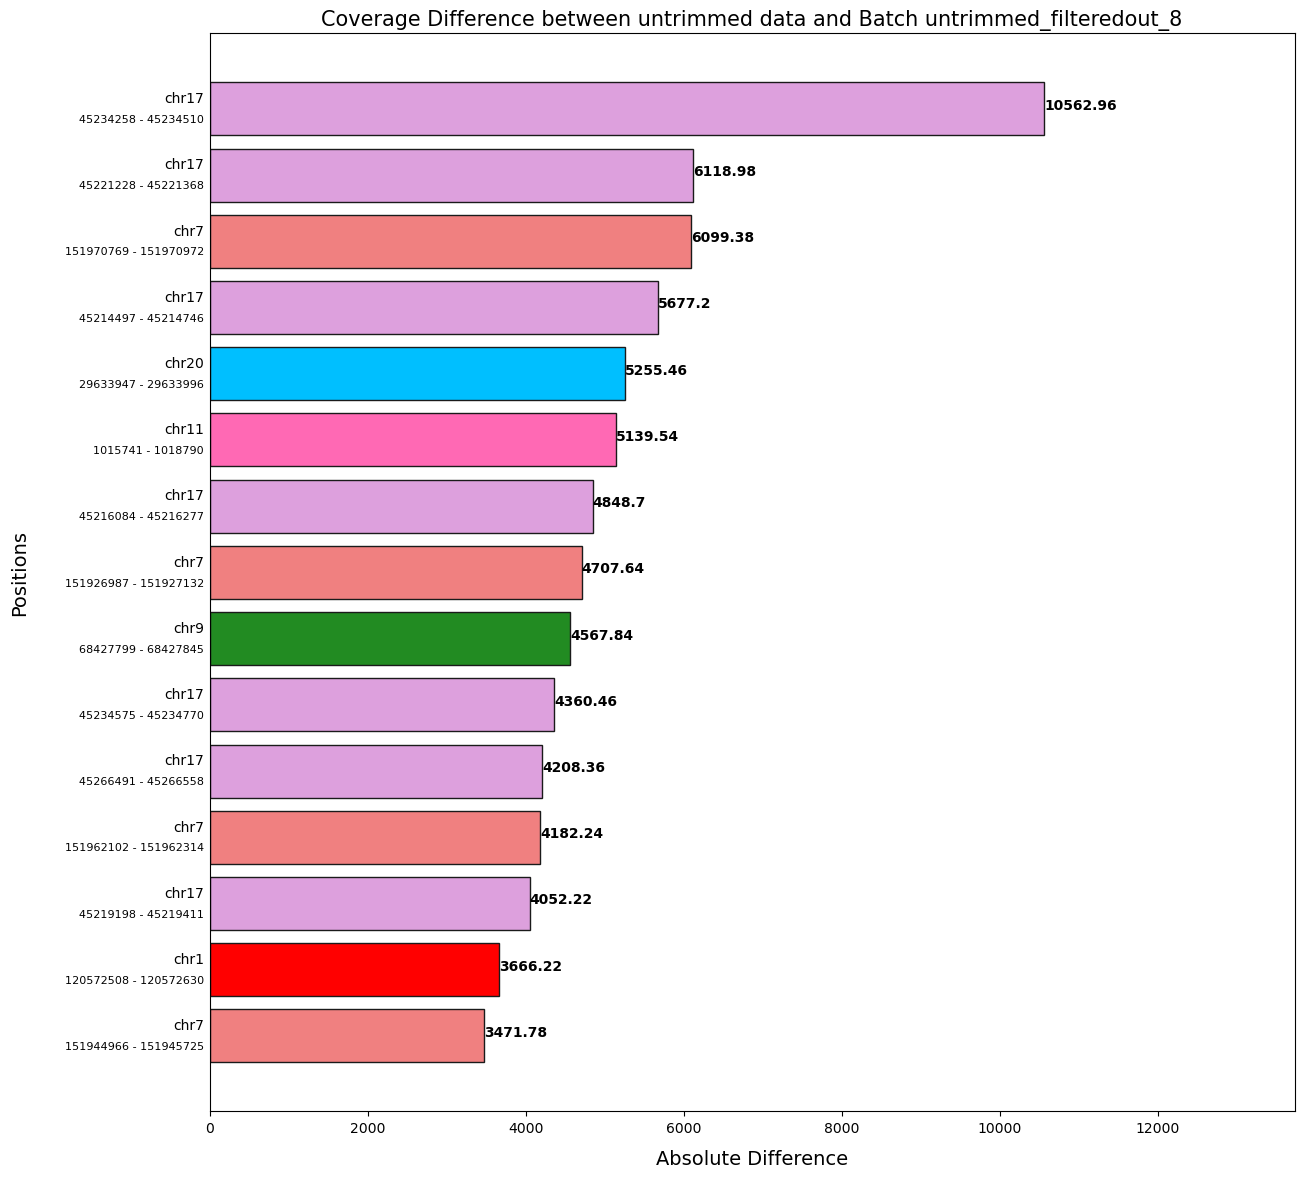 Coverage Difference between untrimmed data and Batch untrimmed_filteredout_8
chr17
45234258 - 45234510
10562.96
chr17
45221228 - 45221368
6118.98
chr7
151970769 - 151970972
6099.38
chr17
45214497 - 45214746
5677.2
chr20
29633947 - 29633996
5255.46
chr11
1015741 - 1018790
5139.54
chr17
45216084 - 45216277
4848.7
chr7
151926987 - 151927132
4707.64
chr9
68427799 - 68427845
4567.84
chr17
45234575 - 45234770
4360.46
chr17
45266491 - 45266558
4208.36
chr7
151962102 - 151962314
4182.24
chr17
45219198 - 45219411
4052.22
chr1
120572508 - 120572630
3666.22
chr7
151944966 - 151945725
3471.78
Positions
0 2000 4000 6000 8000 10000 12000
Absolute Difference